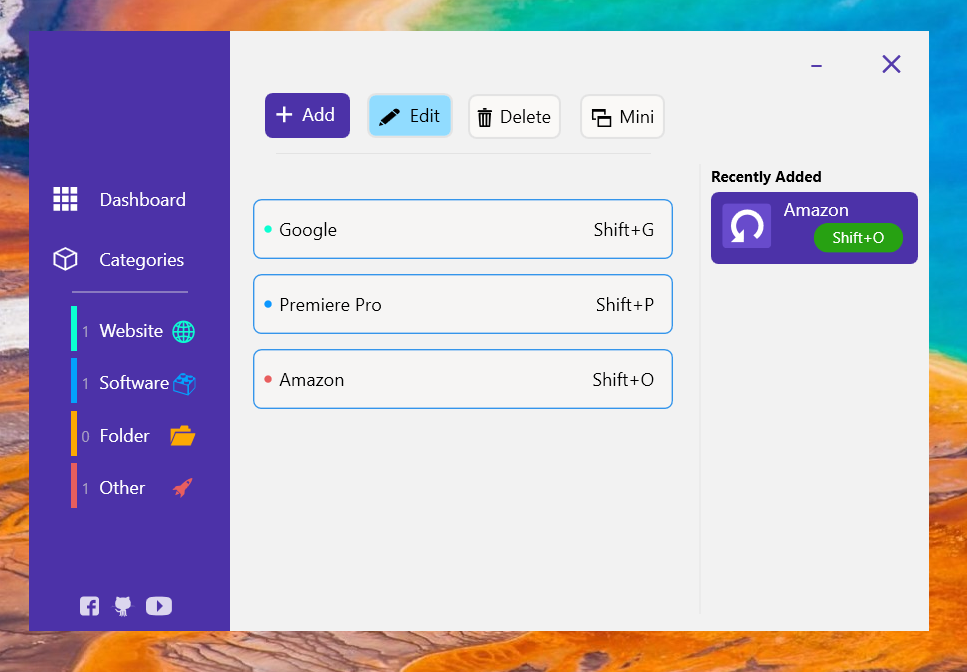 Add
Edit
Delete
Mini
Dashboard
Categories
1 Website
1 Software
0 Folder
1 Other
Google Shift+G
Premiere Pro Shift+P
Amazon Shift+O
Recently Added
Amazon
Shift+O